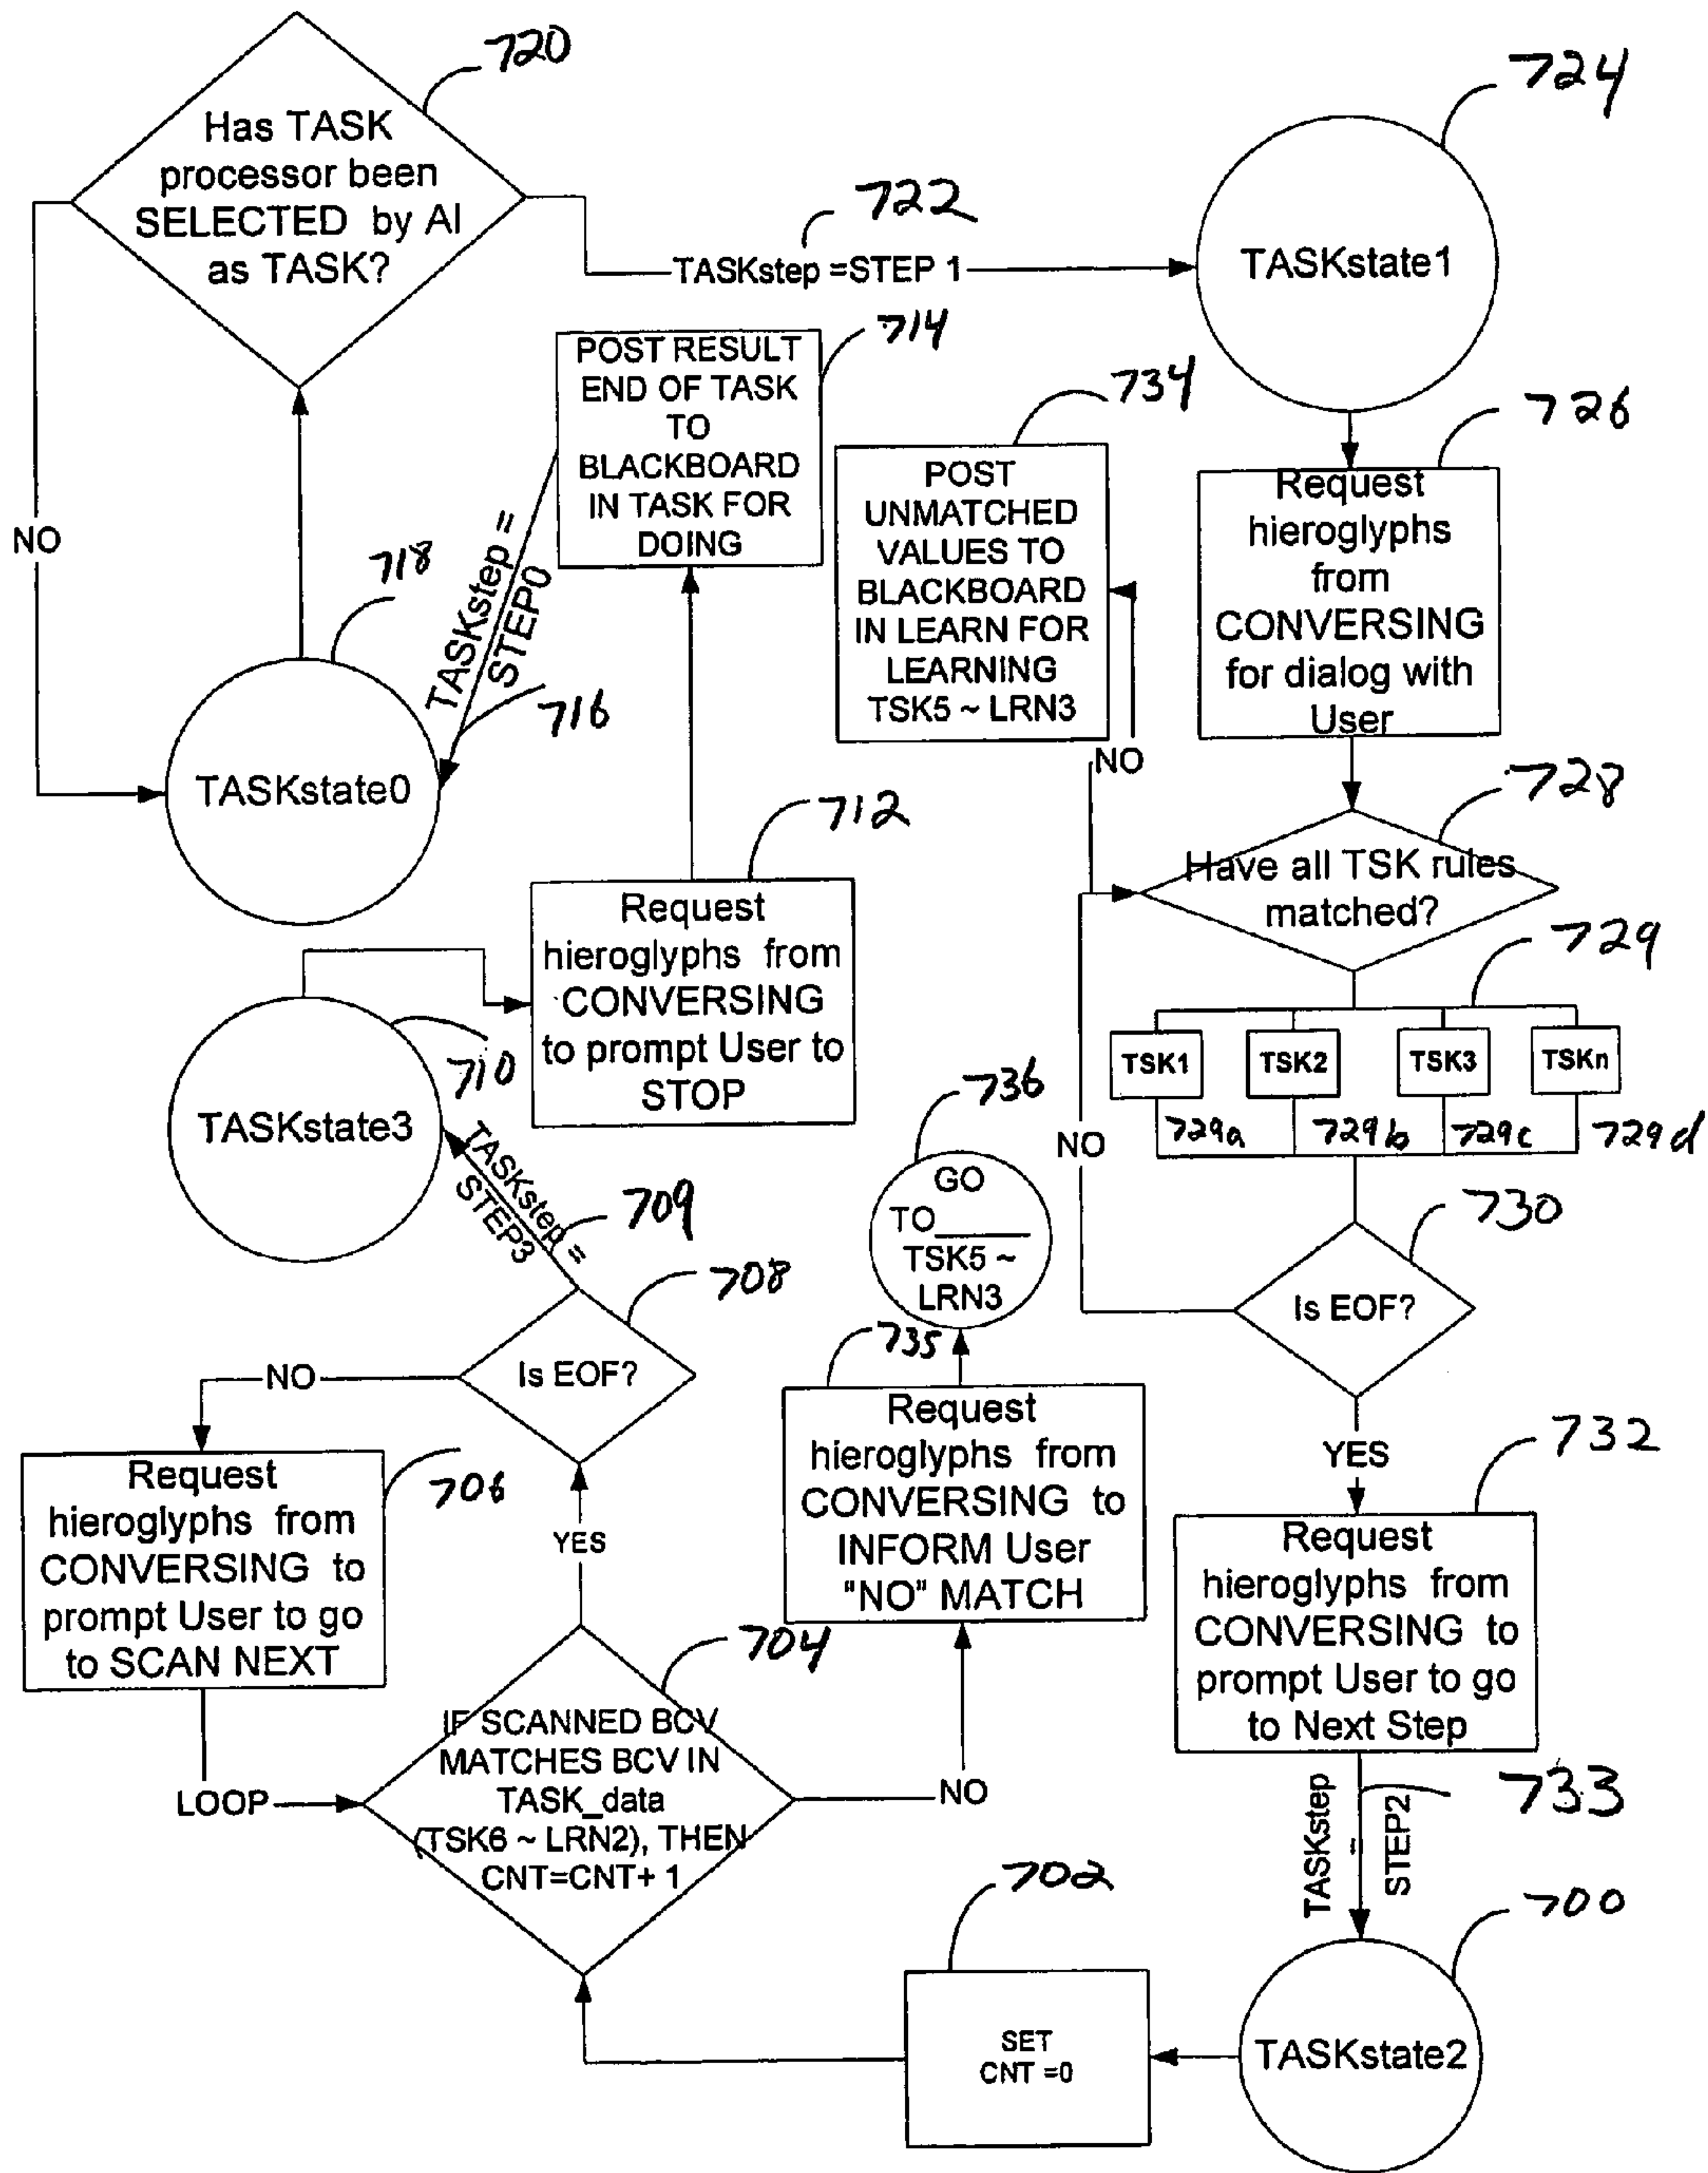 720
Has TASK
processor been
SELECTED by AI
as TASK?
NO
722
TASKstep =STEP 1
724
TASKstate1
714
POST RESULT
END OF TASK
TO
BLACKBOARD
IN TASK FOR
DOING
TASKstep =
STEP0
716
718
TASKstate0
734
POST
UNMATCHED
VALUES TO
BLACKBOARD
IN LEARN FOR
LEARNING
TSK5 ~ LRN3
NO
726
Request
hieroglyphs
from
CONVERSING
for dialog with
User
728
Have all TSK rules
matched?
729
TSK1
TSK2
TSK3
TSKn
729a
729b
729c
729d
NO
730
Is EOF?
YES
712
Request
hieroglyphs from
CONVERSING
to prompt User to
STOP
710
TASKstate3
TASKstep =
STEP3
709
708
Is EOF?
NO
YES
736
GO
TO______
TSK5 ~
LRN3
735
Request
hieroglyphs from
CONVERSING to
INFORM User
"NO" MATCH
NO
732
Request
hieroglyphs from
CONVERSING to
prompt User to go
to Next Step
706
Request
hieroglyphs from
CONVERSING to
prompt User to go
to SCAN NEXT
LOOP
704
IF SCANNED BCV
MATCHES BCV IN
TASK_data
(TSK6 ~ LRN2), THEN
CNT=CNT+ 1
733
TASKstep
=
STEP2
702
SET
CNT =0
700
TASKstate2